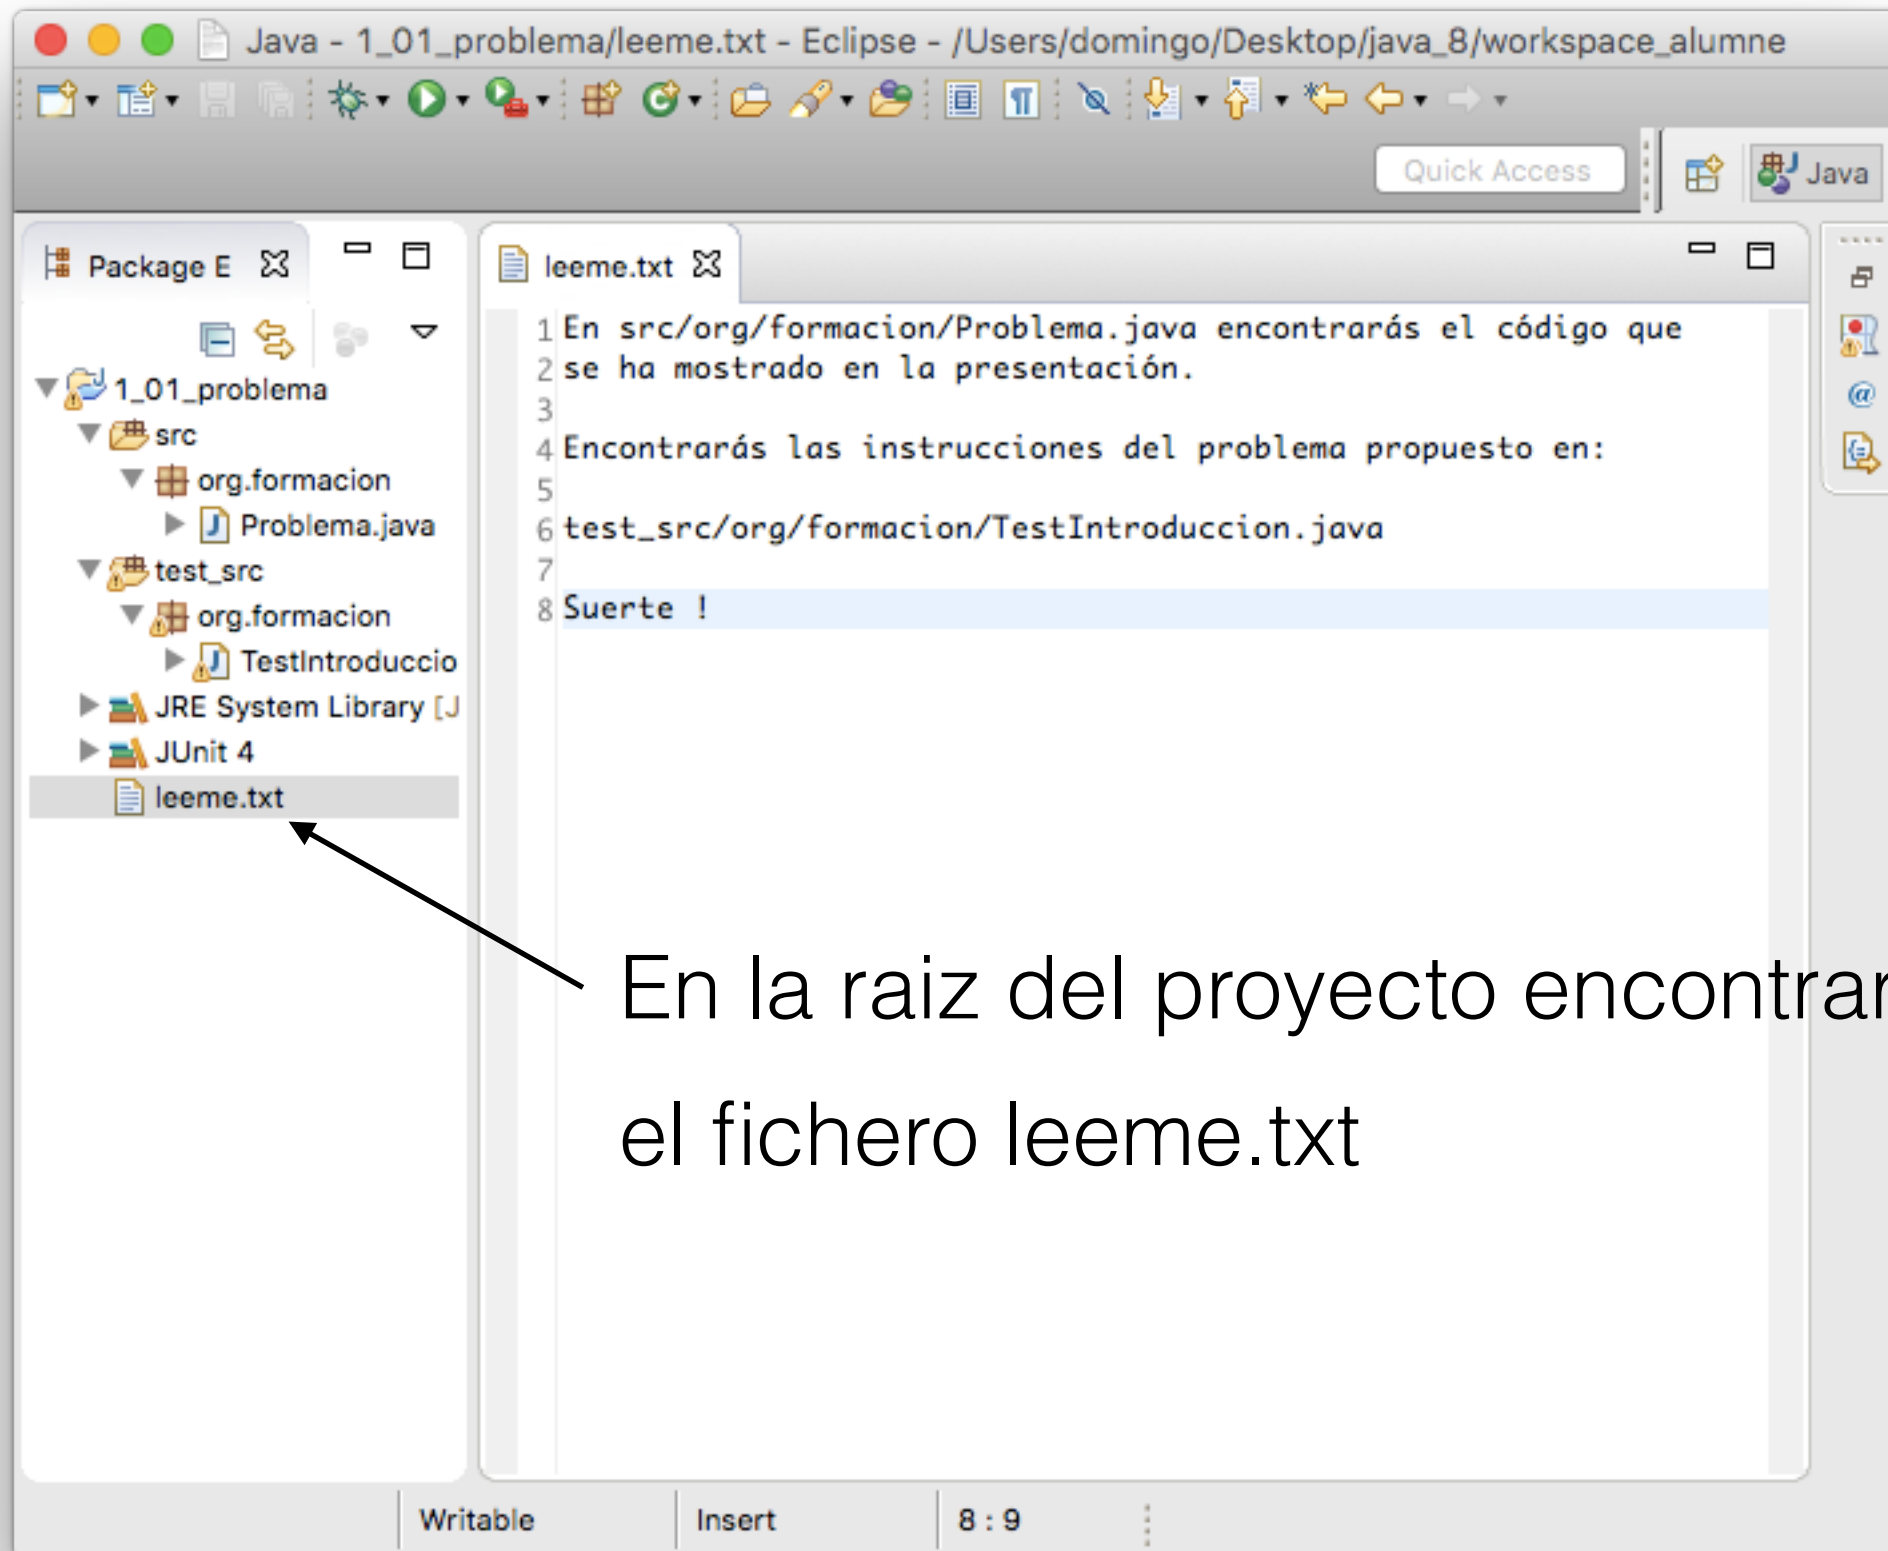 Java - 1_01_problema/leeme.txt - Eclipse - /Users/domingo/Desktop/java_8/workspace_alumne
Quick Access
Java
Package E
1_01_problema
src
org.formacion
Problema.java
test_src
org.formacion
TestIntroduccio
JRE System Library [J
JUnit 4
leeme.txt
leeme.txt
1 En src/org/formacion/Problema.java encontrarás el código que
2 se ha mostrado en la presentación.
3
4 Encontrarás las instrucciones del problema propuesto en:
5
6 test_src/org/formacion/TestIntroduccion.java
7
8 Suerte !
En la raiz del proyecto encontrar
el fichero leeme.txt
Writable
Insert
8 : 9